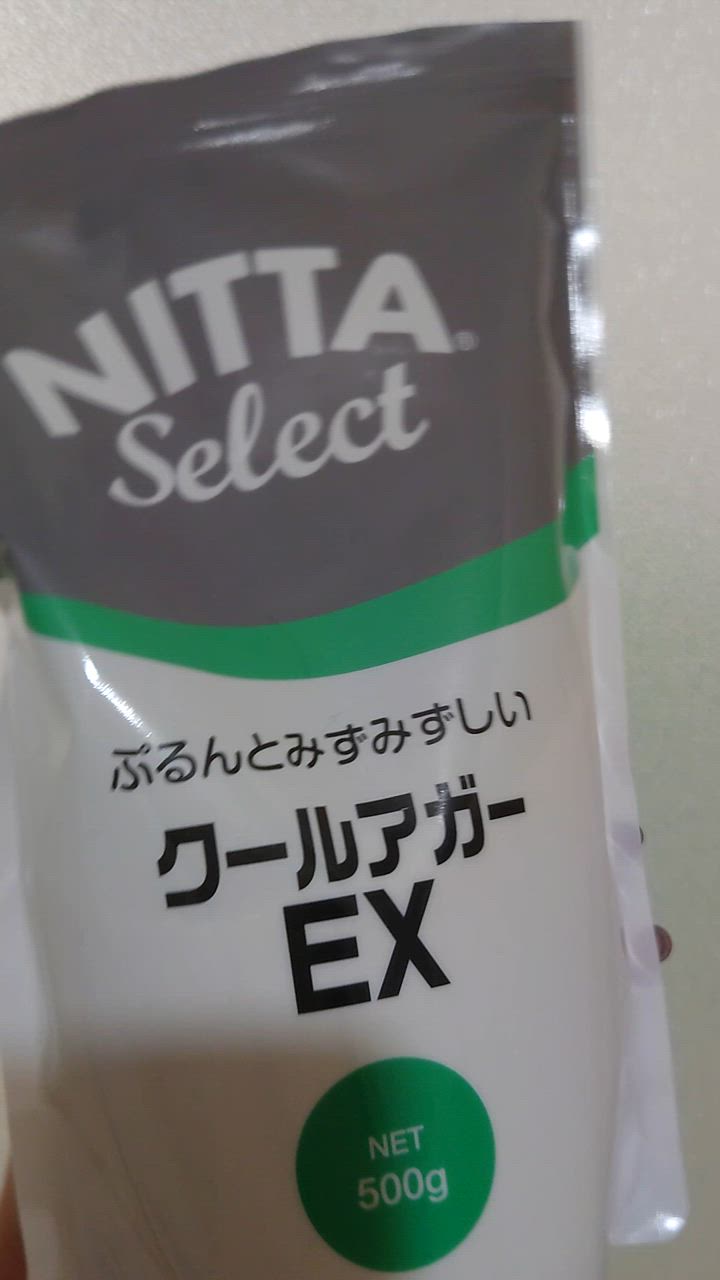 NITTA®
Select
ぷるんとみずみずしい
クールアガー
EX
NET
500g